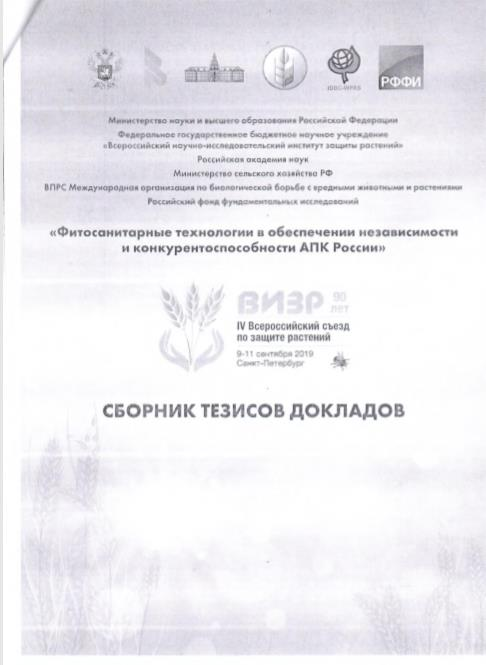 IOBC-WPRS
РФФИ
Министерство науки и высшего образования Российской Федерации
Федеральное государственное бюджетное научное учреждение
«Всероссийский научно-исследовательский институт защиты растений»
Российская академия наук
Министерство сельского хозяйства РФ
ВПРС Международная организация по биологической борьбе с вредными животными и растениями
Российский фонд фундаментальных исследований
«Фитосанитарные технологии в обеспечении независимости
и конкурентоспособности АПК России»
ВИЗР 90
лет
IV Всероссийский съезд
по защите растений
9-11 сентября 2019
Санкт-Петербург
СБОРНИК ТЕЗИСОВ ДОКЛАДОВ